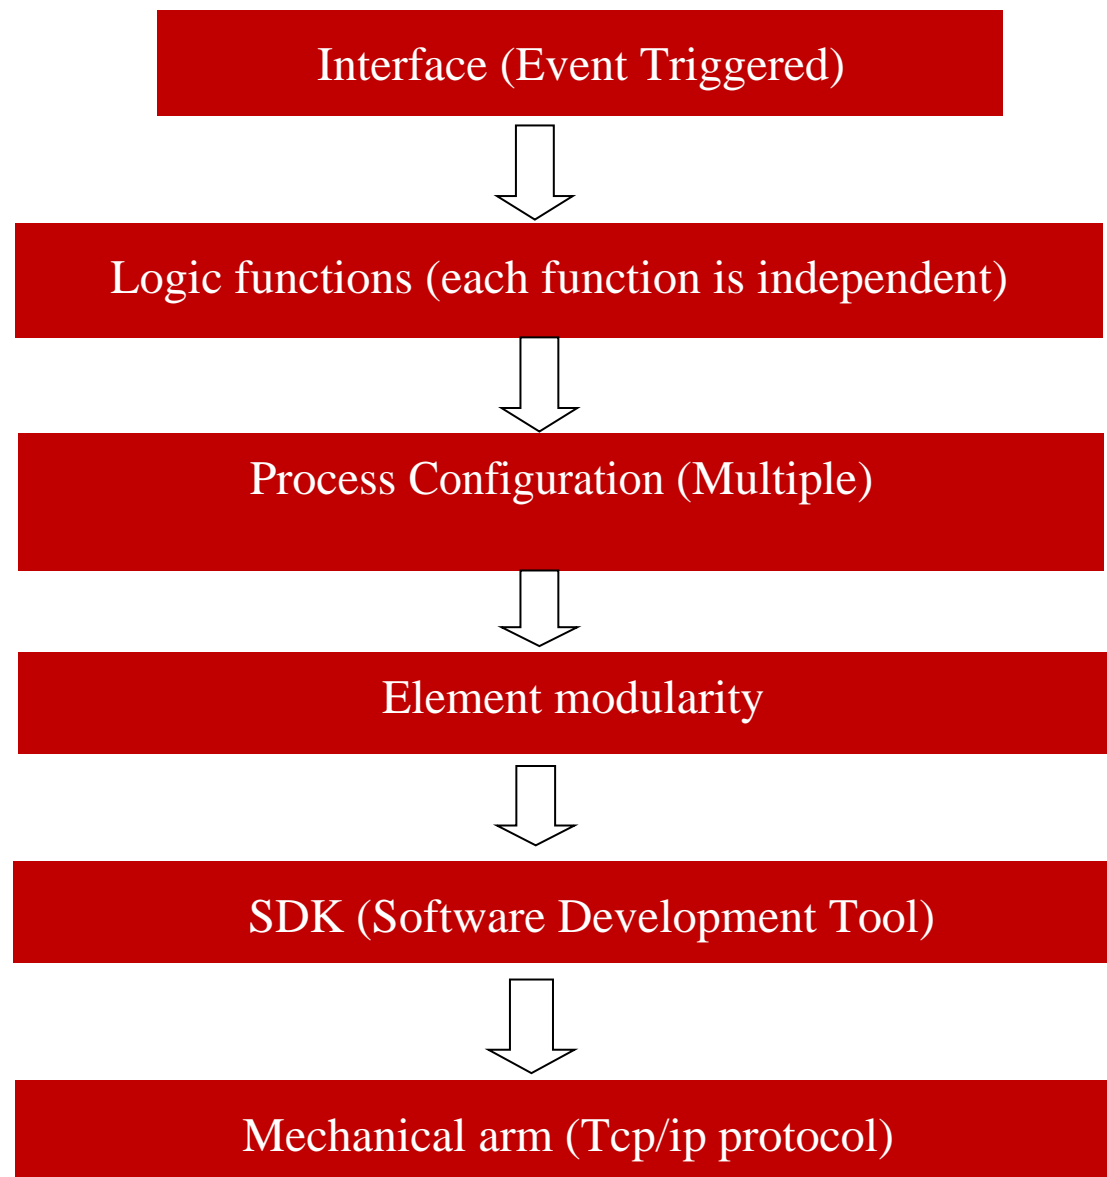 Interface (Event Triggered)
Logic functions (each function is independent)
Process Configuration (Multiple)
Element modularity
SDK (Software Development Tool)
Mechanical arm (Tcp/ip protocol)